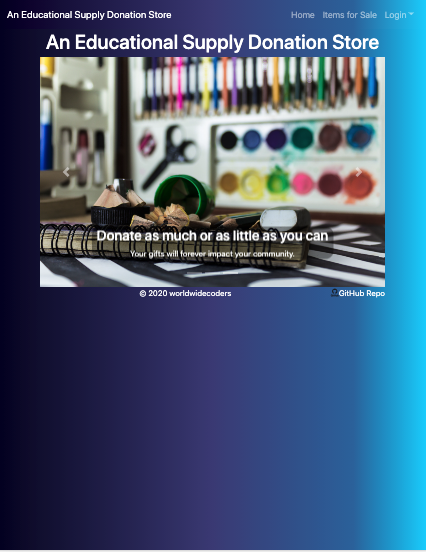 An Educational Supply Donation Store
Home Items for Sale Login
An Educational Supply Donation Store
Donate as much or as little as you can
Your gifts will forever impact your community.
© 2020 worldwidecoders
GitHub Repo